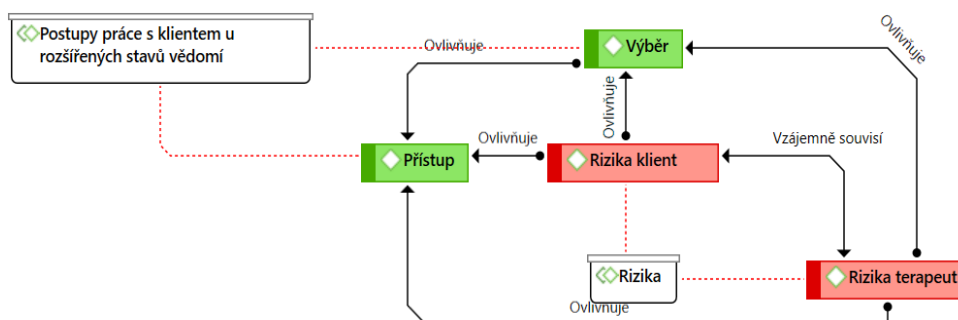 Postupy práce s klientem u
rozšířených stavů vědomí
Ovlivňuje
Výběr
Ovlivňuje
Ovlivňuje
Přístup
Ovlivňuje
Rizika klient
Vzájemně souvisí
Rizika
Rizika terapeut
Ovlivňuje